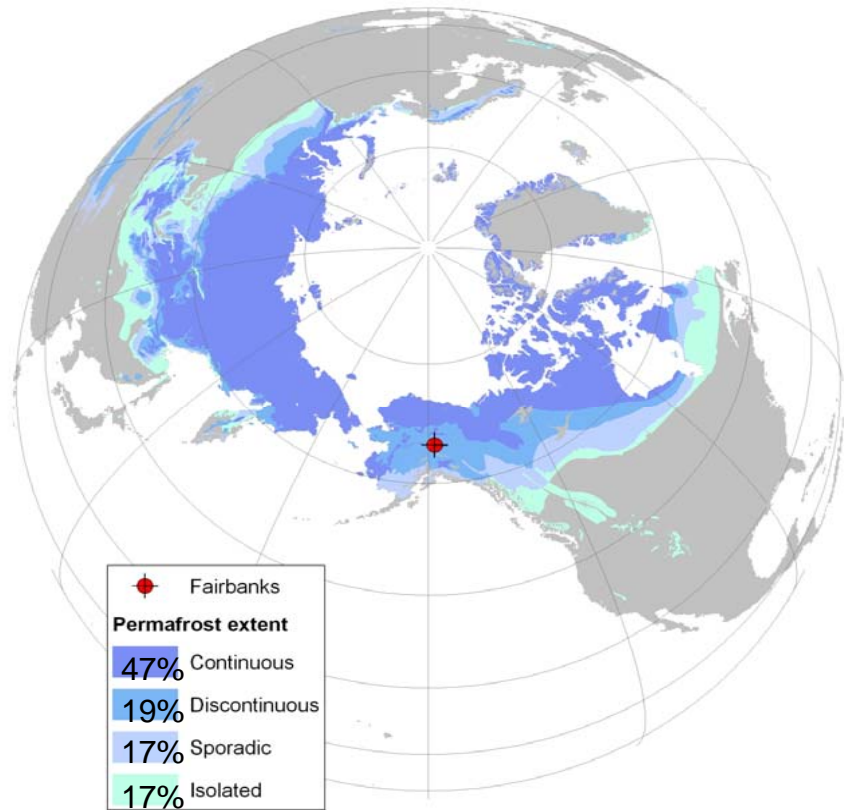 Fairbanks
Permafrost extent
47% Continuous
19% Discontinuous
17% Sporadic
17% Isolated